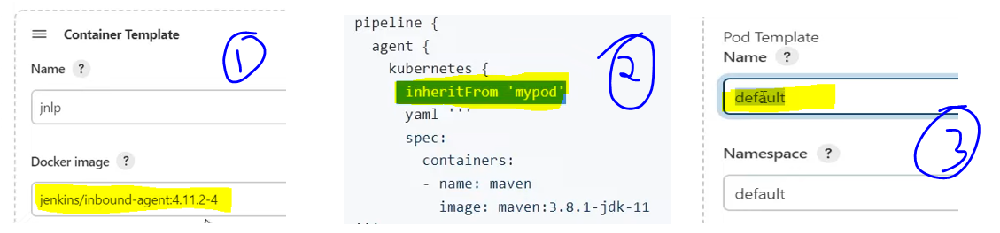 Container Template
1
Name ?
jnlp
Docker image ?
jenkins/inbound-agent:4.11.2-4
pipeline {
agent {
kubernetes {
inheritFrom 'mypod'
yaml '''
spec:
containers:
- name: maven
image: maven:3.8.1-jdk-11
'''
2
Pod Template
Name ?
default
3
Namespace ?
default